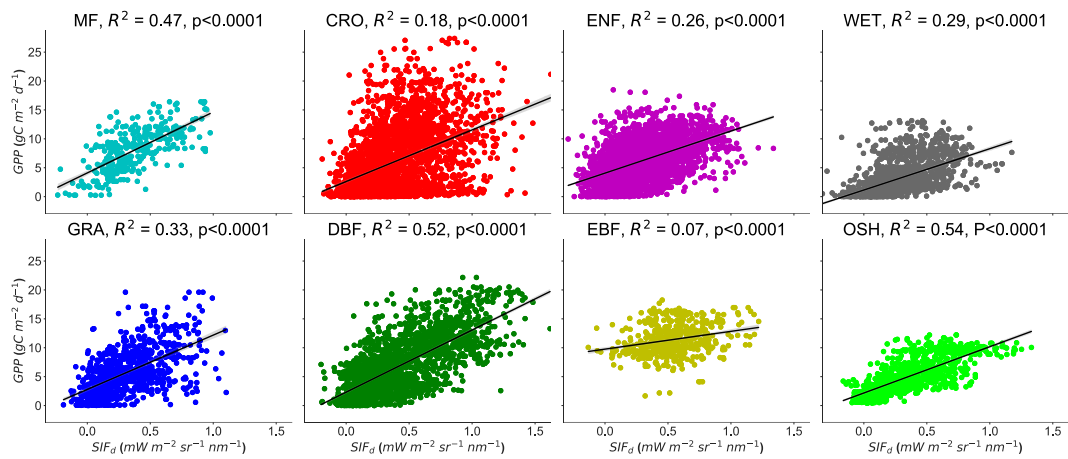 MF, R² = 0.47, p<0.0001
CRO, R² = 0.18, p<0.0001
ENF, R² = 0.26, p<0.0001
WET, R² = 0.29, p<0.0001
GPP (gC m⁻² d⁻¹)
25
20
15
10
5
0
GRA, R² = 0.33, p<0.0001
DBF, R² = 0.52, p<0.0001
EBF, R² = 0.07, p<0.0001
OSH, R² = 0.54, P<0.0001
GPP (gC m⁻² d⁻¹)
25
20
15
10
5
0
0.0 0.5 1.0 1.5
0.0 0.5 1.0 1.5
0.0 0.5 1.0 1.5
0.0 0.5 1.0 1.5
SIF_d (mW m⁻² sr⁻¹ nm⁻¹)
SIF_d (mW m⁻² sr⁻¹ nm⁻¹)
SIF_d (mW m⁻² sr⁻¹ nm⁻¹)
SIF_d (mW m⁻² sr⁻¹ nm⁻¹)